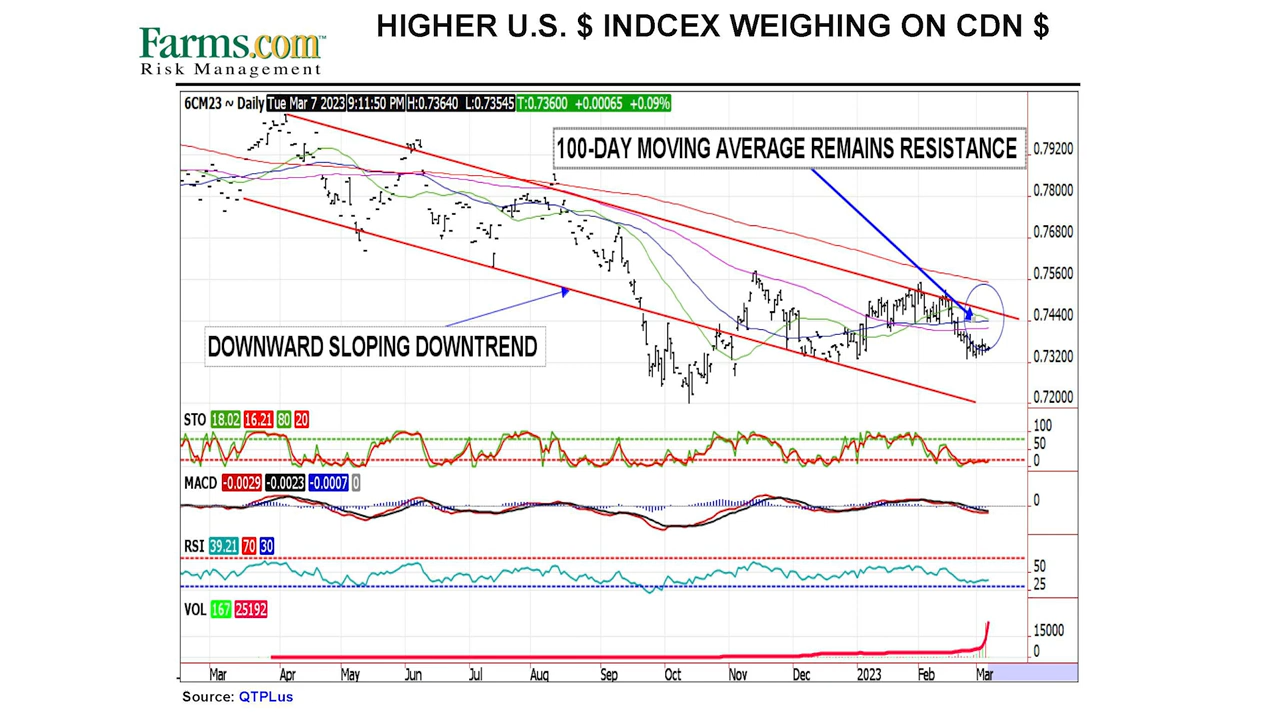 HIGHER U.S. $ INDCEX WEIGHING ON CDN $
Farms.com™
Risk Management
6CM23 ~ Daily Tue Mar 7 2023 9:11:50 PM H:0.73640 L:0.73545 T:0.73600 +0.00065 +0.09%
100-DAY MOVING AVERAGE REMAINS RESISTANCE
0.79200
0.78000
0.76800
0.75600
0.74400
0.73200
0.72000
DOWNWARD SLOPING DOWNTREND
STO 18.02 16.21 80 20
100
50
0
MACD -0.0029 -0.0023 -0.0007 0
0
RSI 39.21 70 30
50
25
VOL 167 25192
15000
0
Mar Apr May Jun Jul Aug Sep Oct Nov Dec 2023 Feb Mar
Source: QTPLus